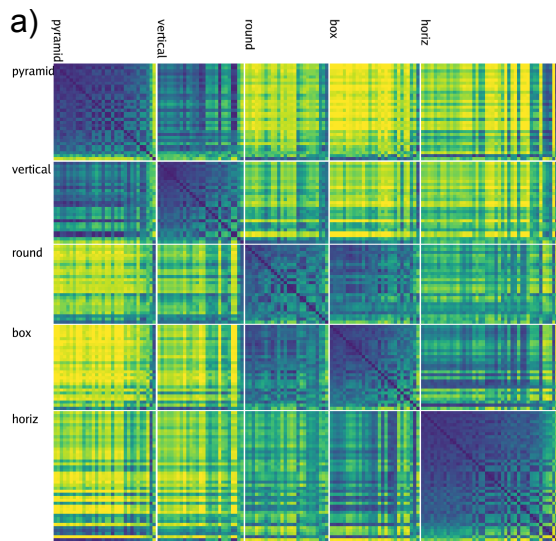 a)
pyramid
vertical
round
box
horiz
pyramid
vertical
round
box
horiz